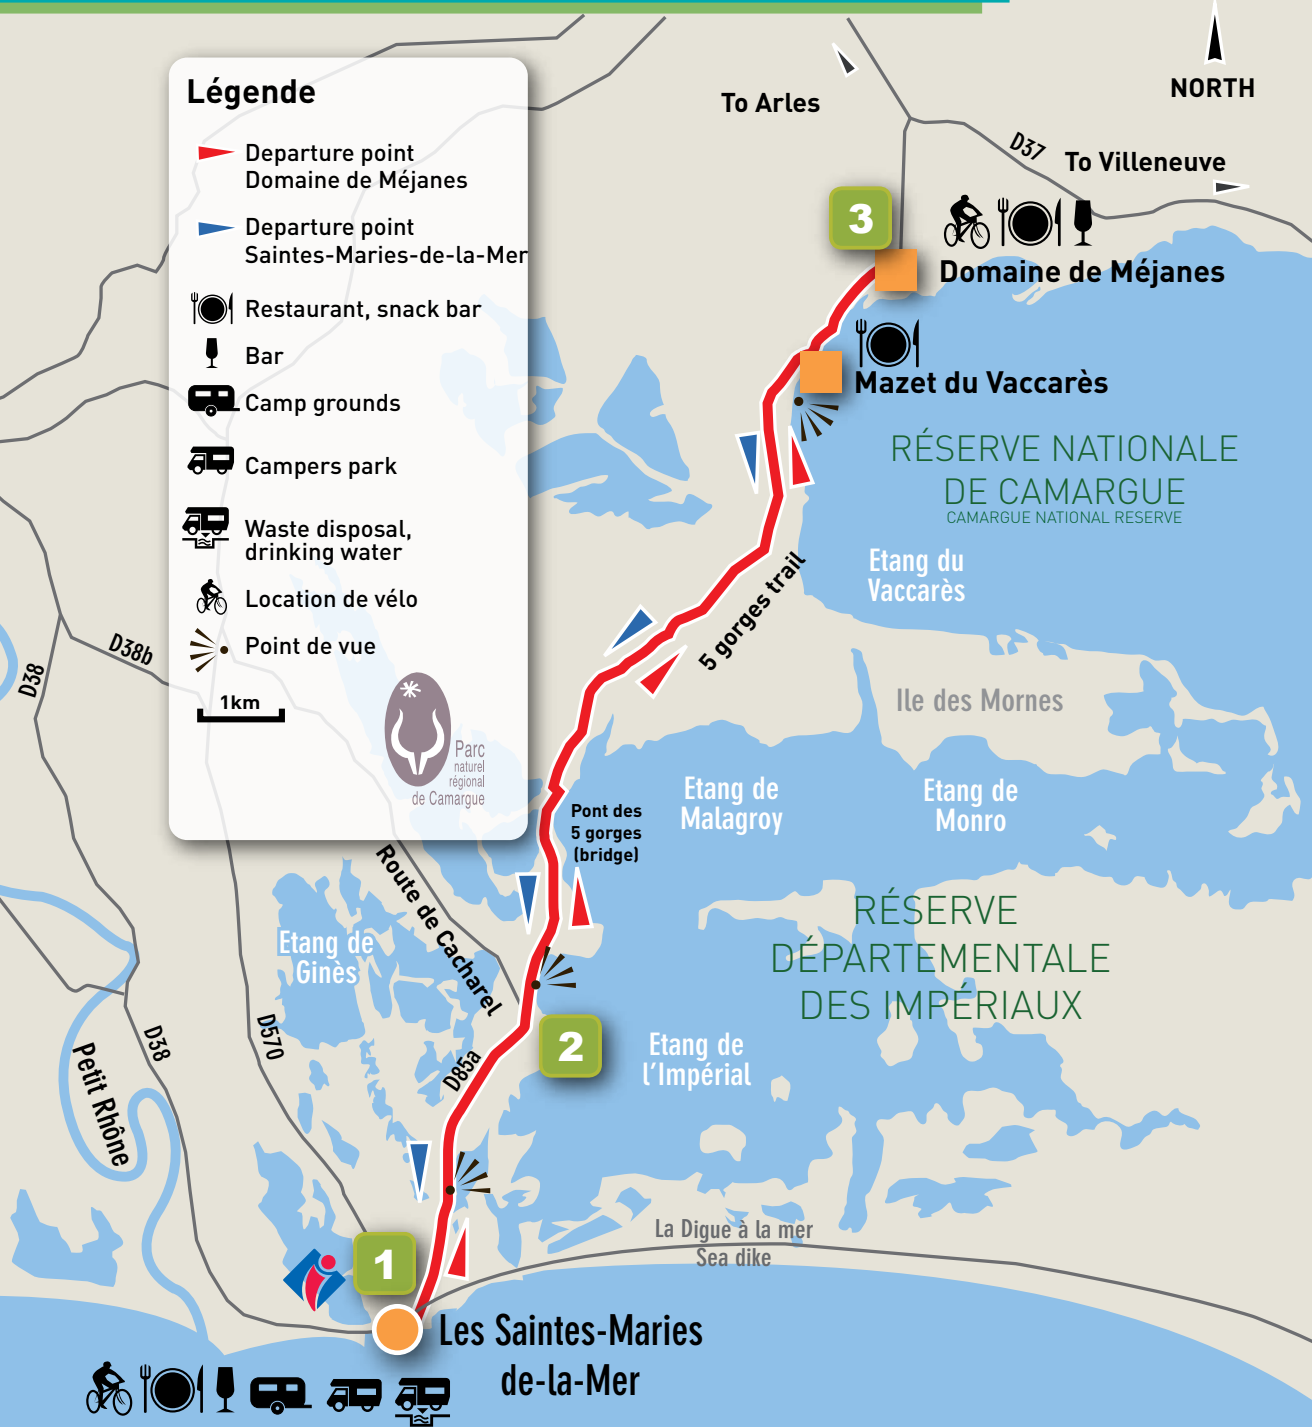 Légende
Departure point
Domaine de Méjanes
Departure point
Saintes-Maries-de-la-Mer
Restaurant, snack bar
Bar
Camp grounds
Campers park
Waste disposal,
drinking water
Location de vélo
Point de vue
1km
Parc
naturel
régional
de Camargue
NORTH
To Arles
D37
To Villeneuve
3
Domaine de Méjanes
Mazet du Vaccarès
RÉSERVE NATIONALE
DE CAMARGUE
CAMARGUE NATIONAL RESERVE
Etang du
Vaccarès
5 gorges trail
D38b
D38
Ile des Mornes
Etang de
Malagroy
Etang de
Monro
Pont des
5 gorges
(bridge)
Route de Cacharel
RÉSERVE
DÉPARTEMENTALE
DES IMPÉRIAUX
Etang de
Ginès
2
Etang de
l'Impérial
D85a
D570
D38
Petit Rhône
La Digue à la mer
Sea dike
1
Les Saintes-Maries
de-la-Mer